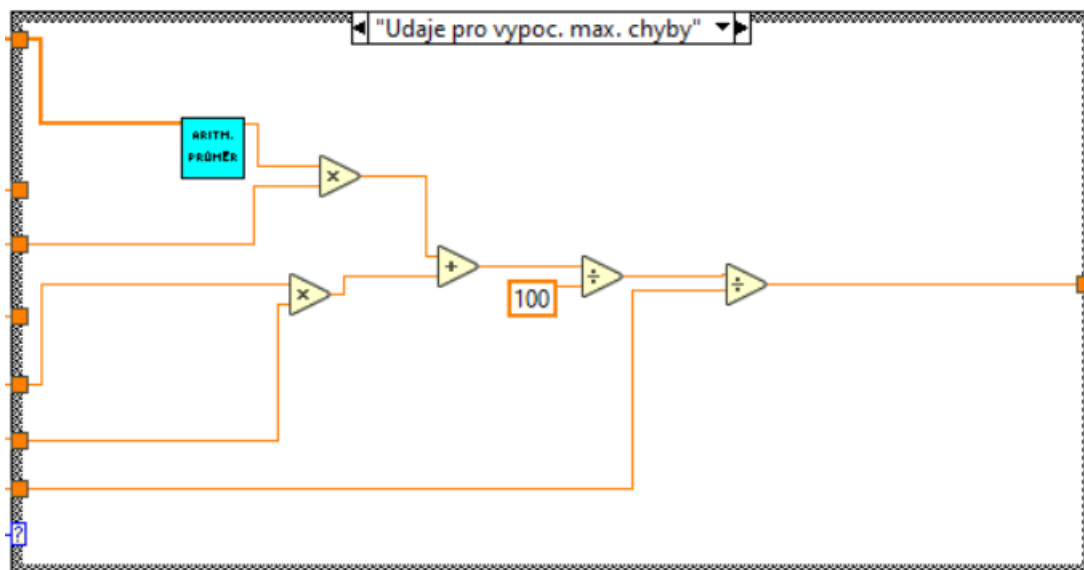 "Udaje pro vypoc. max. chyby"
ARITH.
PRŮMĚR
×
×
+
÷
100
÷
?